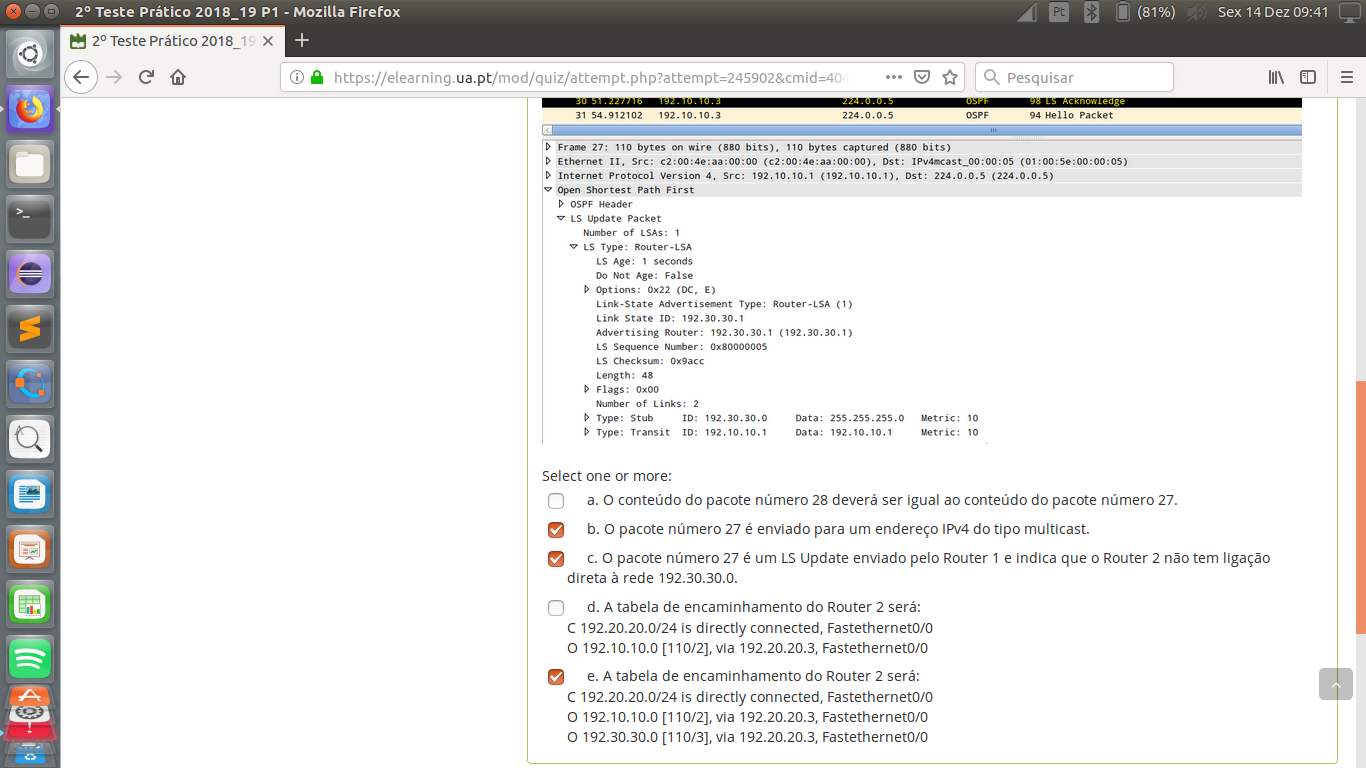 2º Teste Prático 2018_19 P1 - Mozilla Firefox
Pt
(81%)
Sex 14 Dez 09:41
2º Teste Prático 2018_19
https://elearning.ua.pt/mod/quiz/attempt.php?attempt=245902&cmid=404
Pesquisar
30 51.227716 192.10.10.3 224.0.0.5 OSPF 98 LS Acknowledge
31 54.912102 192.10.10.3 224.0.0.5 OSPF 94 Hello Packet
Frame 27: 110 bytes on wire (880 bits), 110 bytes captured (880 bits)
Ethernet II, Src: c2:00:4e:aa:00:00 (c2:00:4e:aa:00:00), Dst: IPv4mcast_00:00:05 (01:00:5e:00:00:05)
Internet Protocol Version 4, Src: 192.10.10.1 (192.10.10.1), Dst: 224.0.0.5 (224.0.0.5)
Open Shortest Path First
OSPF Header
LS Update Packet
Number of LSAs: 1
LS Type: Router-LSA
LS Age: 1 seconds
Do Not Age: False
Options: 0x22 (DC, E)
Link-State Advertisement Type: Router-LSA (1)
Link State ID: 192.30.30.1
Advertising Router: 192.30.30.1 (192.30.30.1)
LS Sequence Number: 0x80000005
LS Checksum: 0x9acc
Length: 48
Flags: 0x00
Number of Links: 2
Type: Stub ID: 192.30.30.0 Data: 255.255.255.0 Metric: 10
Type: Transit ID: 192.10.10.1 Data: 192.10.10.1 Metric: 10
Select one or more:
a. O conteúdo do pacote número 28 deverá ser igual ao conteúdo do pacote número 27.
b. O pacote número 27 é enviado para um endereço IPv4 do tipo multicast.
c. O pacote número 27 é um LS Update enviado pelo Router 1 e indica que o Router 2 não tem ligação
direta à rede 192.30.30.0.
d. A tabela de encaminhamento do Router 2 será:
C 192.20.20.0/24 is directly connected, Fastethernet0/0
O 192.10.10.0 [110/2], via 192.20.20.3, Fastethernet0/0
e. A tabela de encaminhamento do Router 2 será:
C 192.20.20.0/24 is directly connected, Fastethernet0/0
O 192.10.10.0 [110/2], via 192.20.20.3, Fastethernet0/0
O 192.30.30.0 [110/3], via 192.20.20.3, Fastethernet0/0